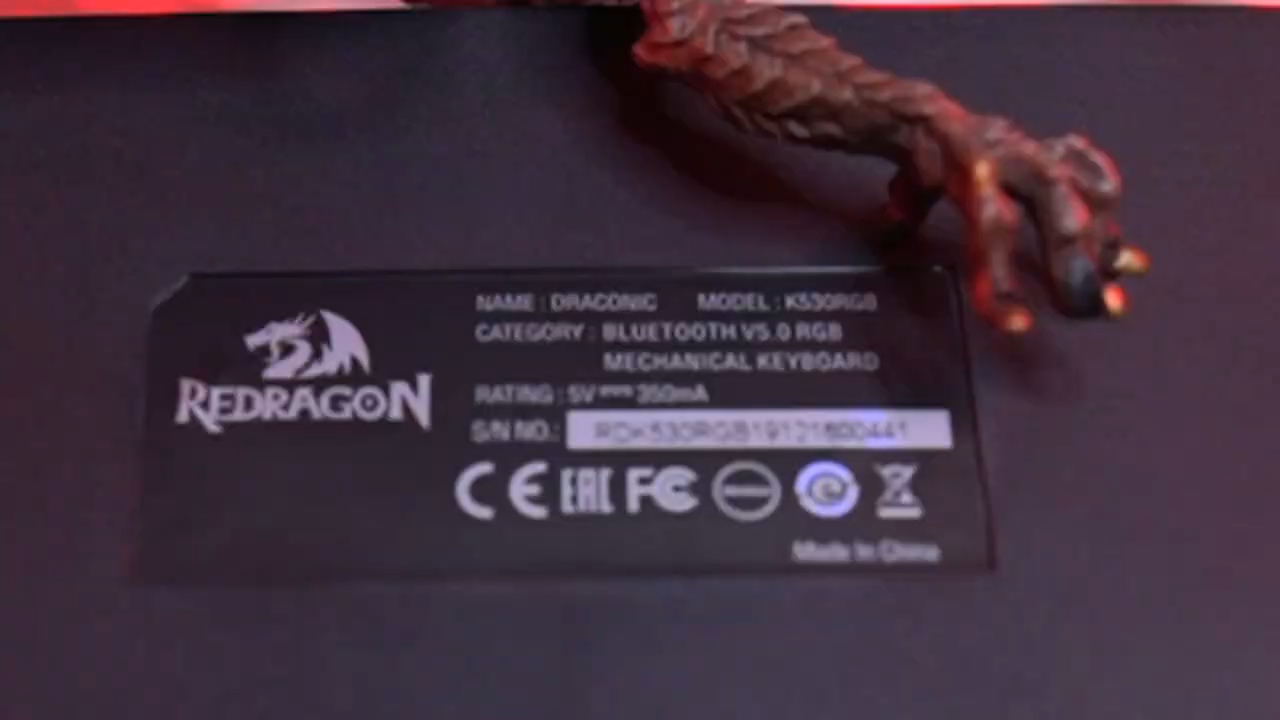 REDRAGON
NAME : DRACONIC MODEL : K530RGB
CATEGORY : BLUETOOTH V5.0 RGB
MECHANICAL KEYBOARD
RATING : 5V⎓350mA
S/N NO.: RDK530RGB19121600441
CE EAC FC
Made In China